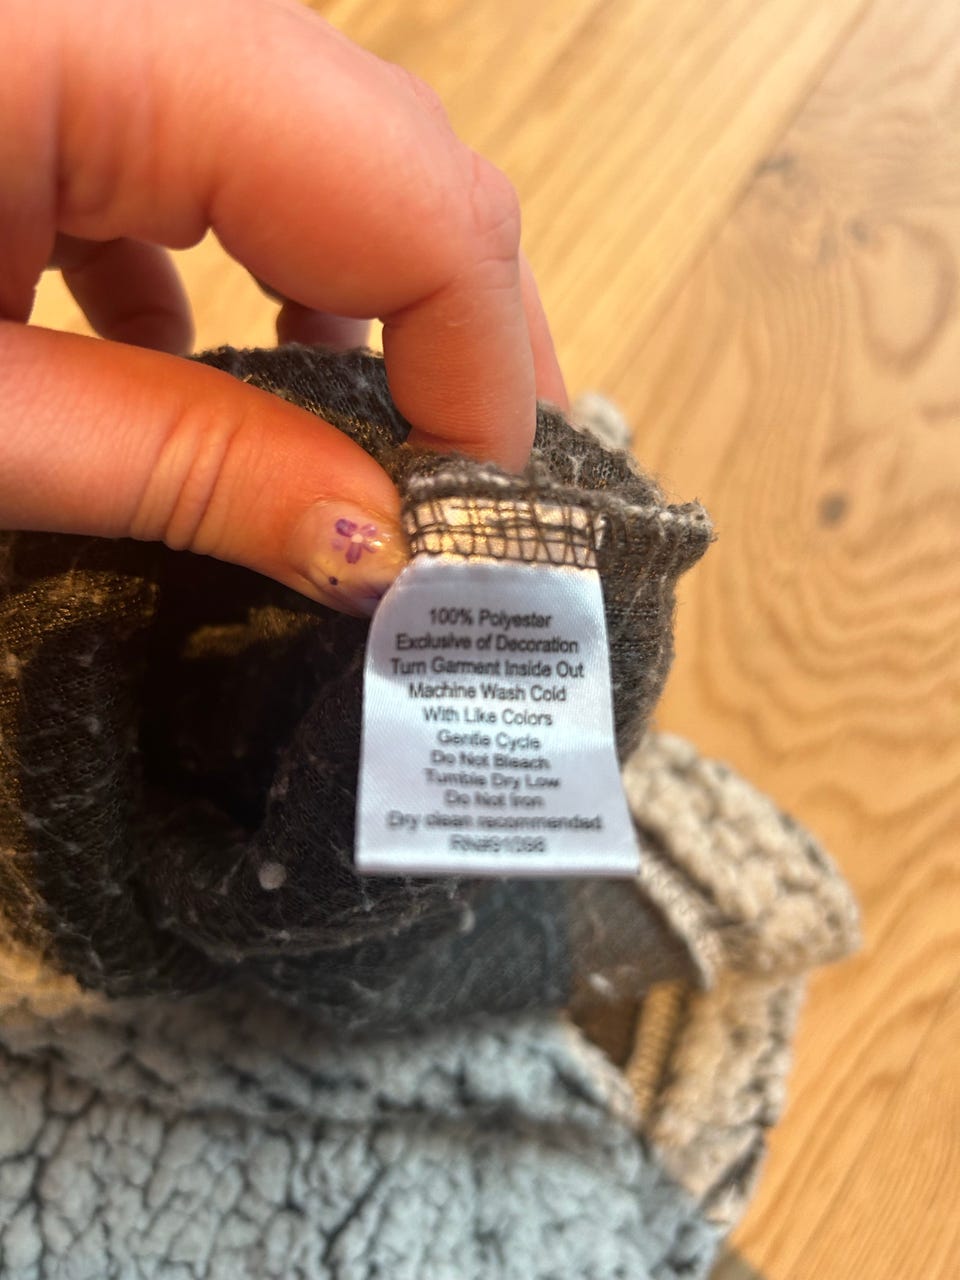 100% Polyester
Exclusive of Decoration
Turn Garment Inside Out
Machine Wash Cold
With Like Colors
Gentle Cycle
Do Not Bleach
Tumble Dry Low
Do Not Iron
Dry clean recommended